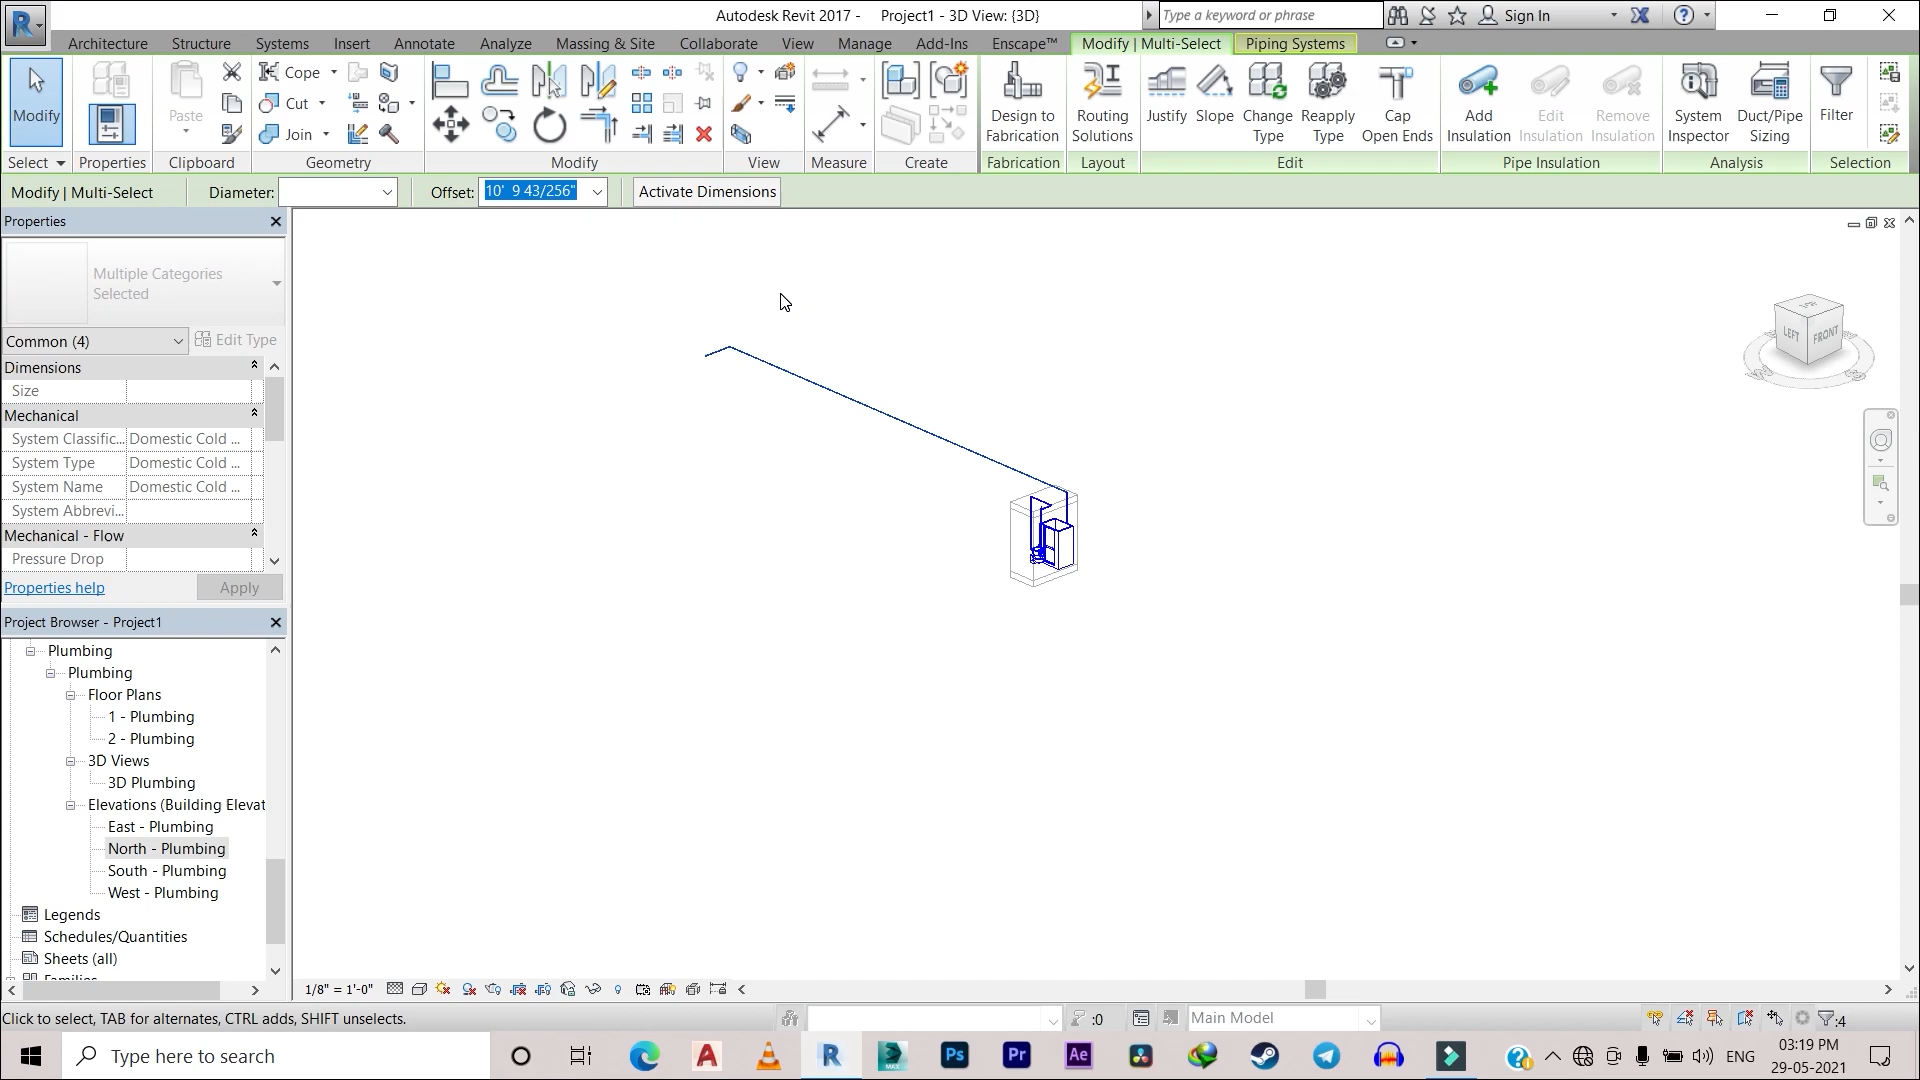 Autodesk Revit 2017 - Project1 - 3D View: {3D}
Type a keyword or phrase
Sign In
Architecture Structure Systems Insert Annotate Analyze Massing & Site Collaborate View Manage Add-Ins Enscape™ Modify | Multi-Select Piping Systems
Modify
Paste
Cope
Cut
Join
Design to Fabrication
Routing Solutions
Justify
Slope
Change Type
Reapply Type
Cap Open Ends
Add Insulation
Edit Insulation
Remove Insulation
System Inspector
Duct/Pipe Sizing
Filter
Select Properties Clipboard Geometry Modify View Measure Create Fabrication Layout Edit Pipe Insulation Analysis Selection
Modify | Multi-Select Diameter: Offset: 10' 9 43/256" Activate Dimensions
Properties
Multiple Categories
Selected
Common (4) Edit Type
Dimensions
Size
Mechanical
System Classific... Domestic Cold ...
System Type Domestic Cold ...
System Name Domestic Cold ...
System Abbrevi...
Mechanical - Flow
Pressure Drop
Properties help Apply
Project Browser - Project1
Plumbing
Plumbing
Floor Plans
1 - Plumbing
2 - Plumbing
3D Views
3D Plumbing
Elevations (Building Elevat
East - Plumbing
North - Plumbing
South - Plumbing
West - Plumbing
Legends
Schedules/Quantities
Sheets (all)
LEFT FRONT
1/8" = 1'-0"
Click to select, TAB for alternates, CTRL adds, SHIFT unselects.
:0 Main Model :4
Type here to search
Ps Pr Ae
ENG
03:19 PM
29-05-2021